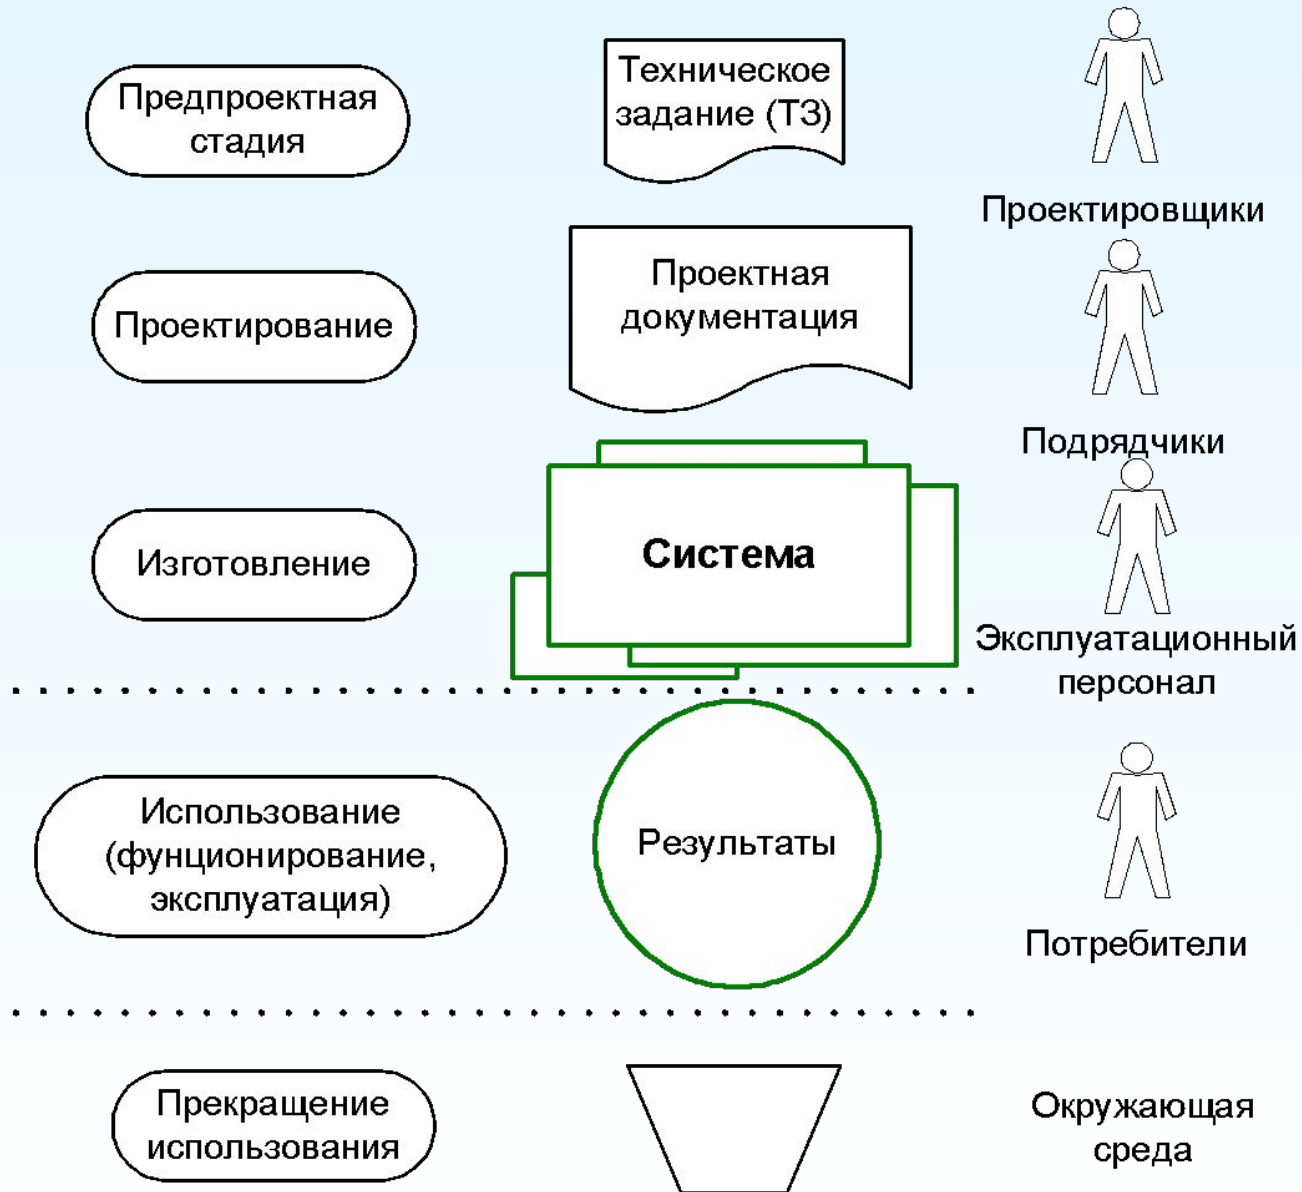 Предпроектная
стадия
Техническое
задание (ТЗ)
Проектировщики
Проектирование
Проектная
документация
Подрядчики
Изготовление
Система
Эксплуатационный
персонал
Использование
(фунционирование,
эксплуатация)
Результаты
Потребители
Прекращение
использования
Окружающая
среда